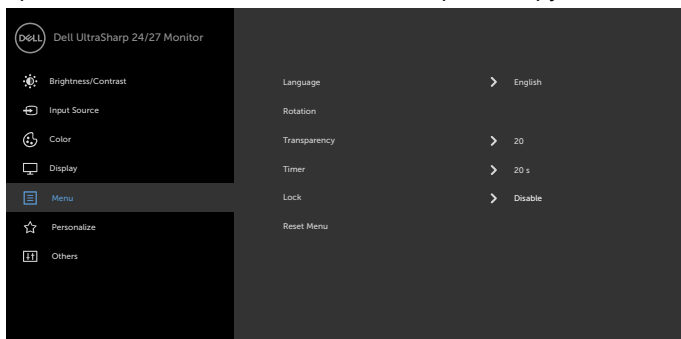 DELL
Dell UltraSharp 24/27 Monitor
Brightness/Contrast
Input Source
Color
Display
Menu
Personalize
Others
Language English
Rotation
Transparency 20
Timer 20 s
Lock Disable
Reset Menu